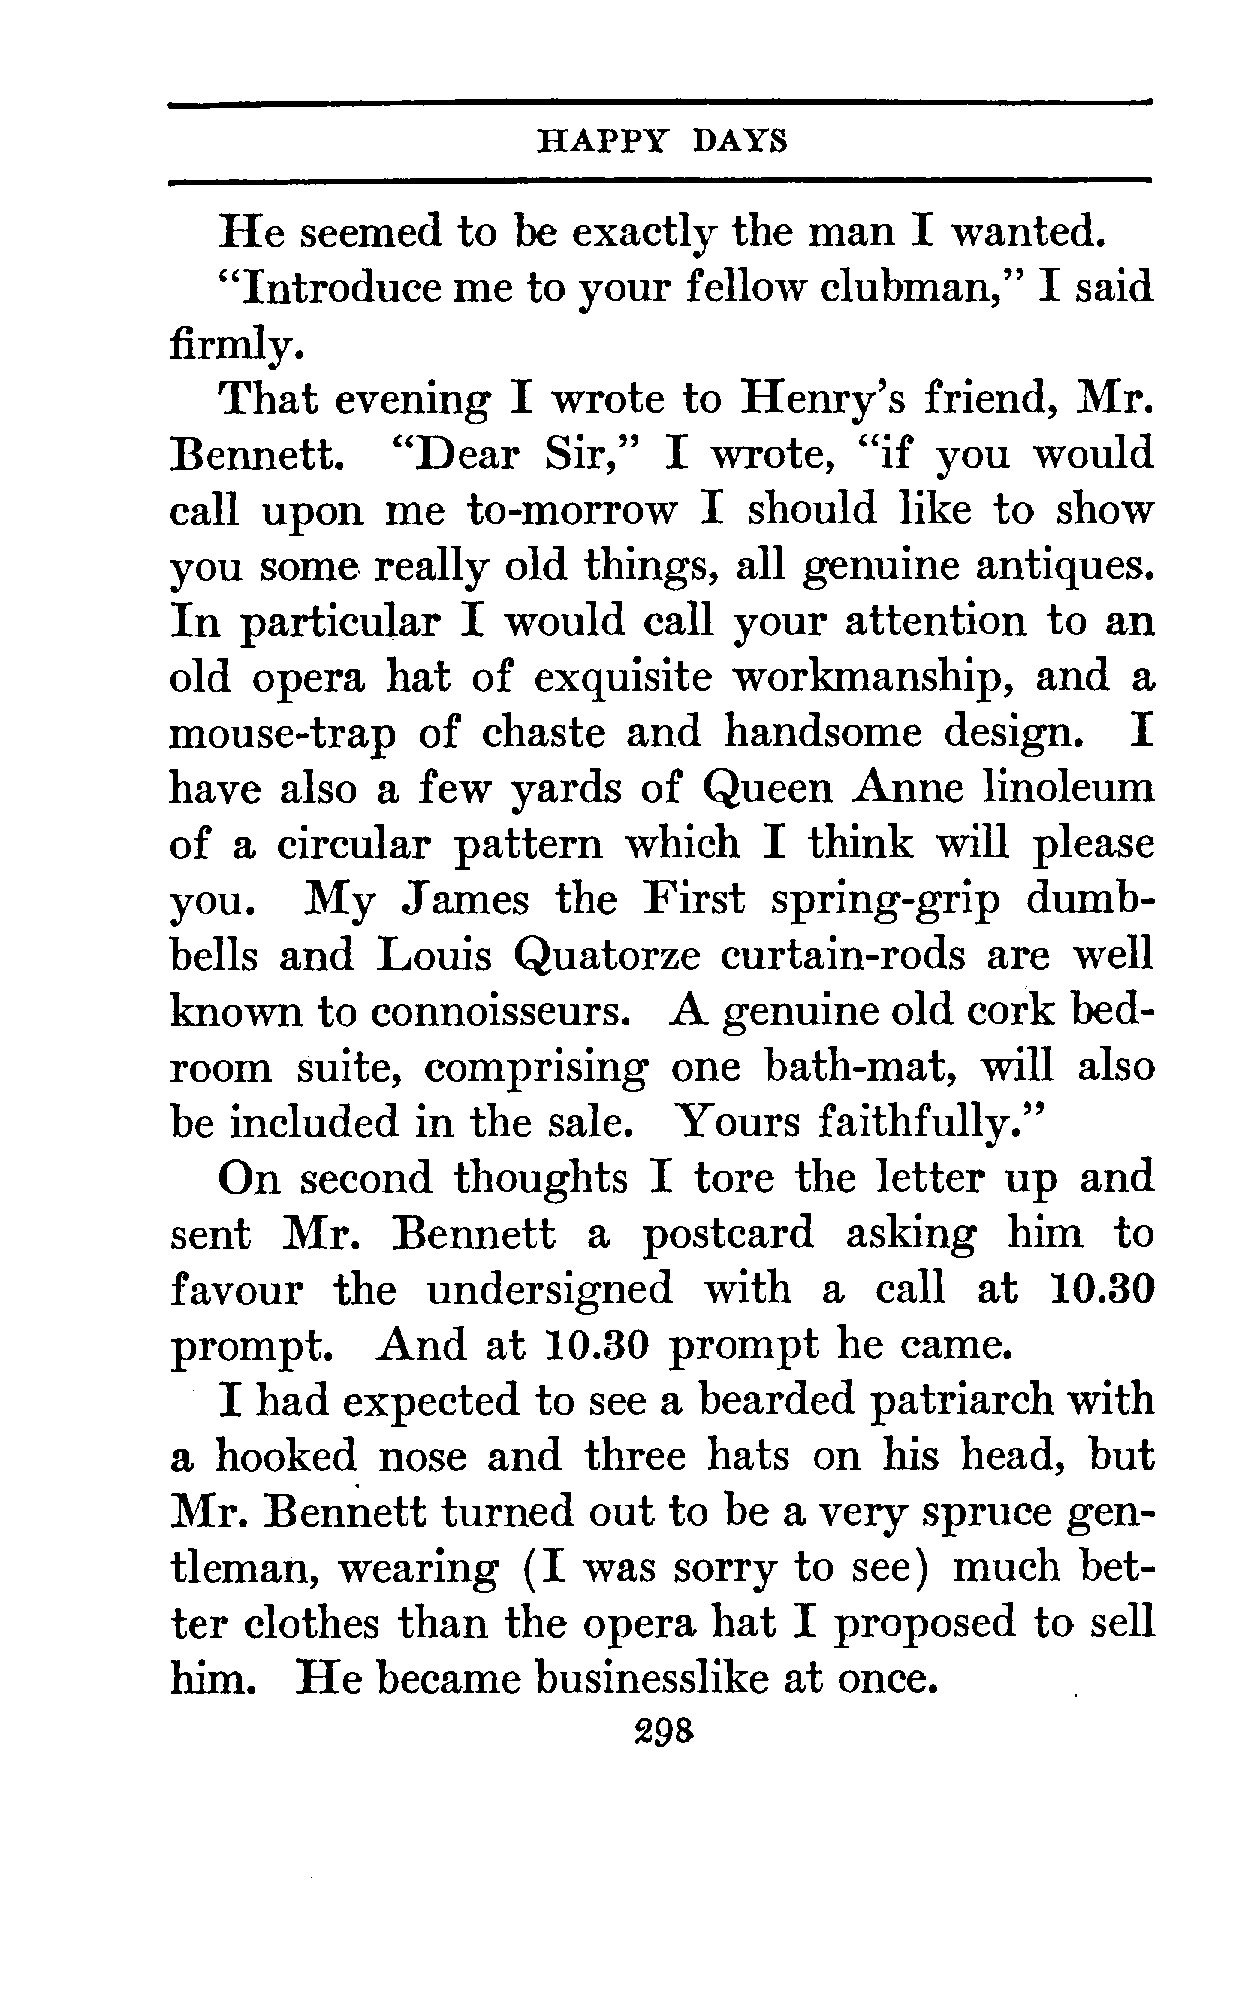 HAPPY DAYS
He seemed to be exactly the man I wanted.
“Introduce me to your fellow clubman,” I said
firmly.
That evening I wrote to Henry’s friend, Mr.
Bennett. “Dear Sir,” I wrote, “if you would
call upon me to-morrow I should like to show
you some really old things, all genuine antiques.
In particular I would call your attention to an
old opera hat of exquisite workmanship, and a
mouse-trap of chaste and handsome design. I
have also a few yards of Queen Anne linoleum
of a circular pattern which I think will please
you. My James the First spring-grip dumb-
bells and Louis Quatorze curtain-rods are well
known to connoisseurs. A genuine old cork bed-
room suite, comprising one bath-mat, will also
be included in the sale. Yours faithfully.”
On second thoughts I tore the letter up and
sent Mr. Bennett a postcard asking him to
favour the undersigned with a call at 10.30
prompt. And at 10.30 prompt he came.
I had expected to see a bearded patriarch with
a hooked nose and three hats on his head, but
Mr. Bennett turned out to be a very spruce gen-
tleman, wearing (I was sorry to see) much bet-
ter clothes than the opera hat I proposed to sell
him. He became businesslike at once.
298